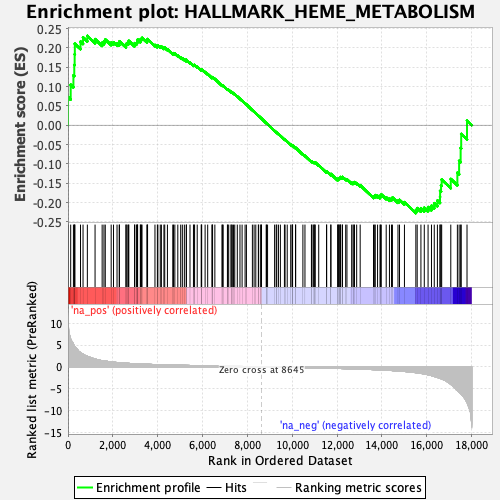 Enrichment plot: HALLMARK_HEME_METABOLISM
Enrichment score (ES)
0.25
0.20
0.15
0.10
0.05
0.00
-0.05
-0.10
-0.15
-0.20
-0.25
'na_pos' (positively correlated)
Ranked list metric (PreRanked)
10
5
0
-5
-10
-15
Zero cross at 8645
'na_neg' (negatively correlated)
0
2,000
4,000
6,000
8,000
10,000
12,000
14,000
16,000
18,000
Rank in Ordered Dataset
Enrichment profile
Hits
Ranking metric scores